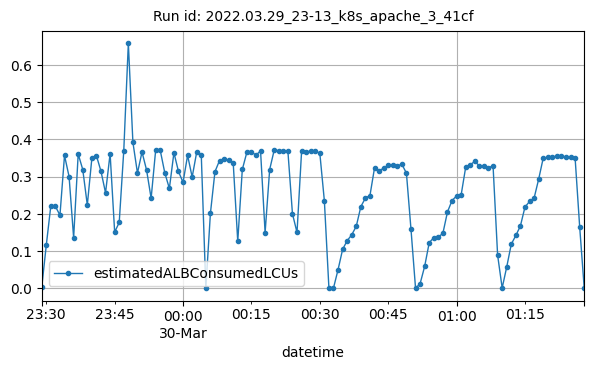 Run id: 2022.03.29_23-13_k8s_apache_3_41cf
0.6
0.5
0.4
0.3
0.2
0.1
0.0
estimatedALBConsumedLCUs
23:30 23:45 00:00 00:15 00:30 00:45 01:00 01:15
30-Mar
datetime